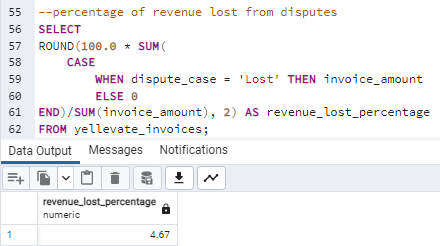 55 --percentage of revenue lost from disputes
56 SELECT
57 ROUND(100.0 * SUM(
58 CASE
59 WHEN dispute_case = 'Lost' THEN invoice_amount
60 ELSE 0
61 END)/SUM(invoice_amount), 2) AS revenue_lost_percentage
62 FROM yellevate_invoices;
Data Output Messages Notifications
revenue_lost_percentage
numeric
1 4.67